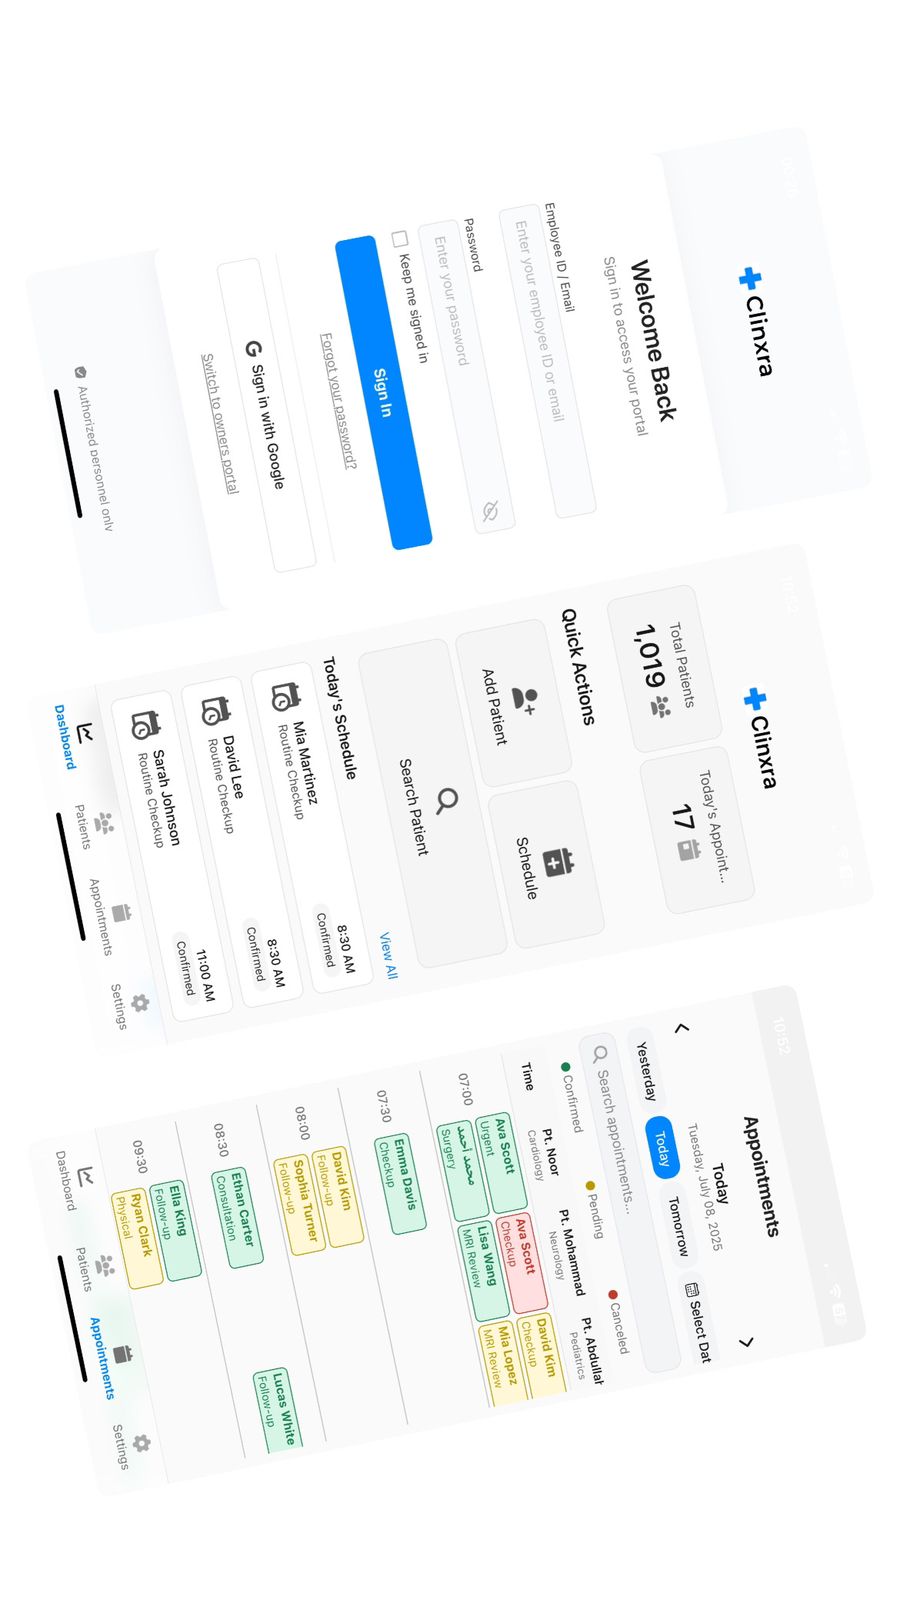 Clinxra
Welcome Back
Sign in to access your portal
Employee ID / Email
Enter your employee ID or email
Password
Enter your password
Keep me signed in
Sign In
Forgot your password?
Sign in with Google
Switch to owners portal
Authorized personnel only
Clinxra
Total Patients
1,019
Today's Appoint...
17
Quick Actions
Add Patient
Schedule
Search Patient
View All
Today's Schedule
Mia Martinez
Routine Checkup
8:30 AM
Confirmed
David Lee
Routine Checkup
8:30 AM
Confirmed
Sarah Johnson
Routine Checkup
11:00 AM
Confirmed
Dashboard
Patients
Appointments
Settings
10:52
Appointments
Today
Tuesday, July 08, 2025
Yesterday
Today
Tomorrow
Select Dat
Search appointments...
Confirmed
Pending
Canceled
Time
Pt. Noor
Cardiology
Pt. Mohammad
Neurology
Pt. Abdullah
Pediatrics
07:00
Ava Scott
Urgent
محمد أحمد
Surgery
Ava Scott
Checkup
Lisa Wang
MRI Review
David Kim
Checkup
Mia Lopez
MRI Review
07:30
Emma Davis
Checkup
08:00
David Kim
Follow-up
Sophia Turner
Follow-up
08:30
Ethan Carter
Consultation
Lucas White
Follow-up
09:30
Ella King
Follow-up
Ryan Clark
Physical
Dashboard
Patients
Appointments
Settings